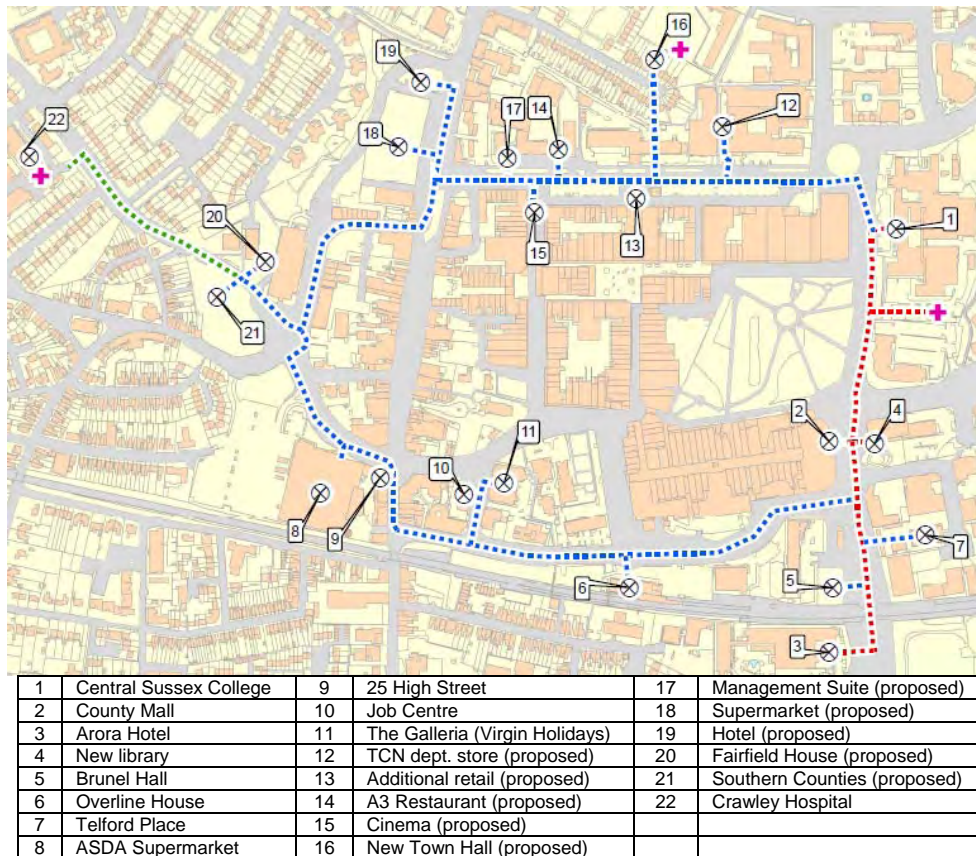 16
19
17
14
12
22
18
20
1
15
13
21
2
4
11
10
8
9
7
6
5
3
1 Central Sussex College 9 25 High Street 17 Management Suite (proposed)
2 County Mall 10 Job Centre 18 Supermarket (proposed)
3 Arora Hotel 11 The Galleria (Virgin Holidays) 19 Hotel (proposed)
4 New library 12 TCN dept. store (proposed) 20 Fairfield House (proposed)
5 Brunel Hall 13 Additional retail (proposed) 21 Southern Counties (proposed)
6 Overline House 14 A3 Restaurant (proposed) 22 Crawley Hospital
7 Telford Place 15 Cinema (proposed)
8 ASDA Supermarket 16 New Town Hall (proposed)